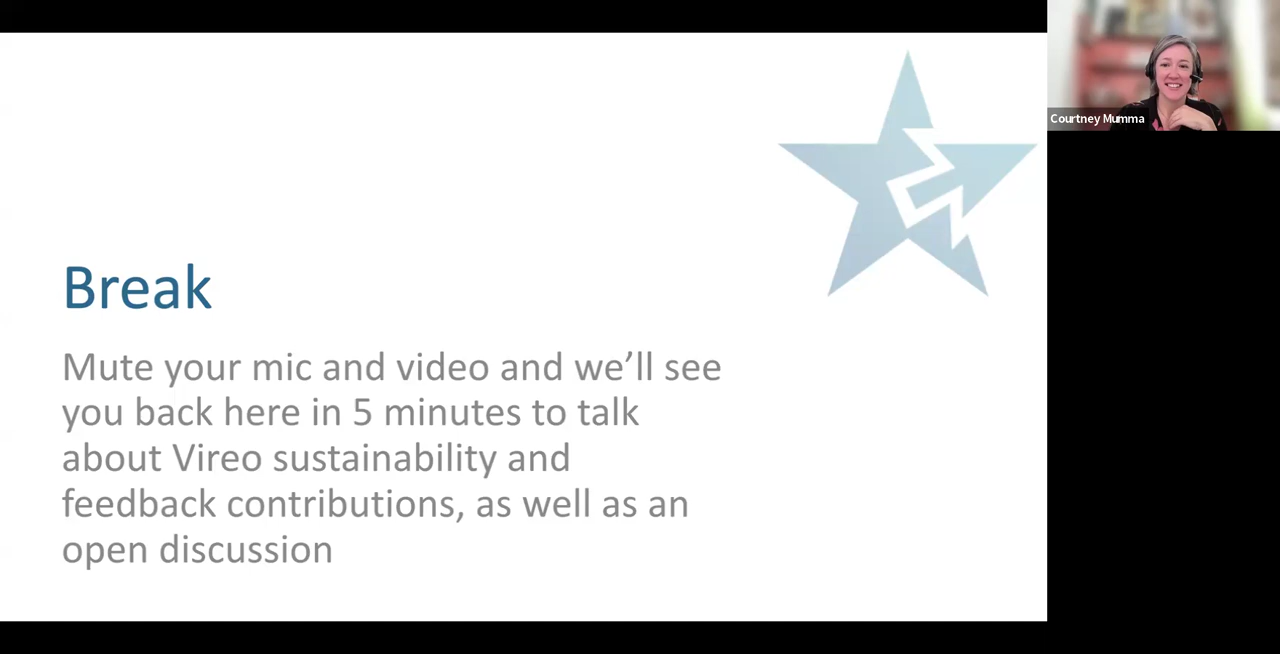 Courtney Mumma
Break
Mute your mic and video and we’ll see
you back here in 5 minutes to talk
about Vireo sustainability and
feedback contributions, as well as an
open discussion